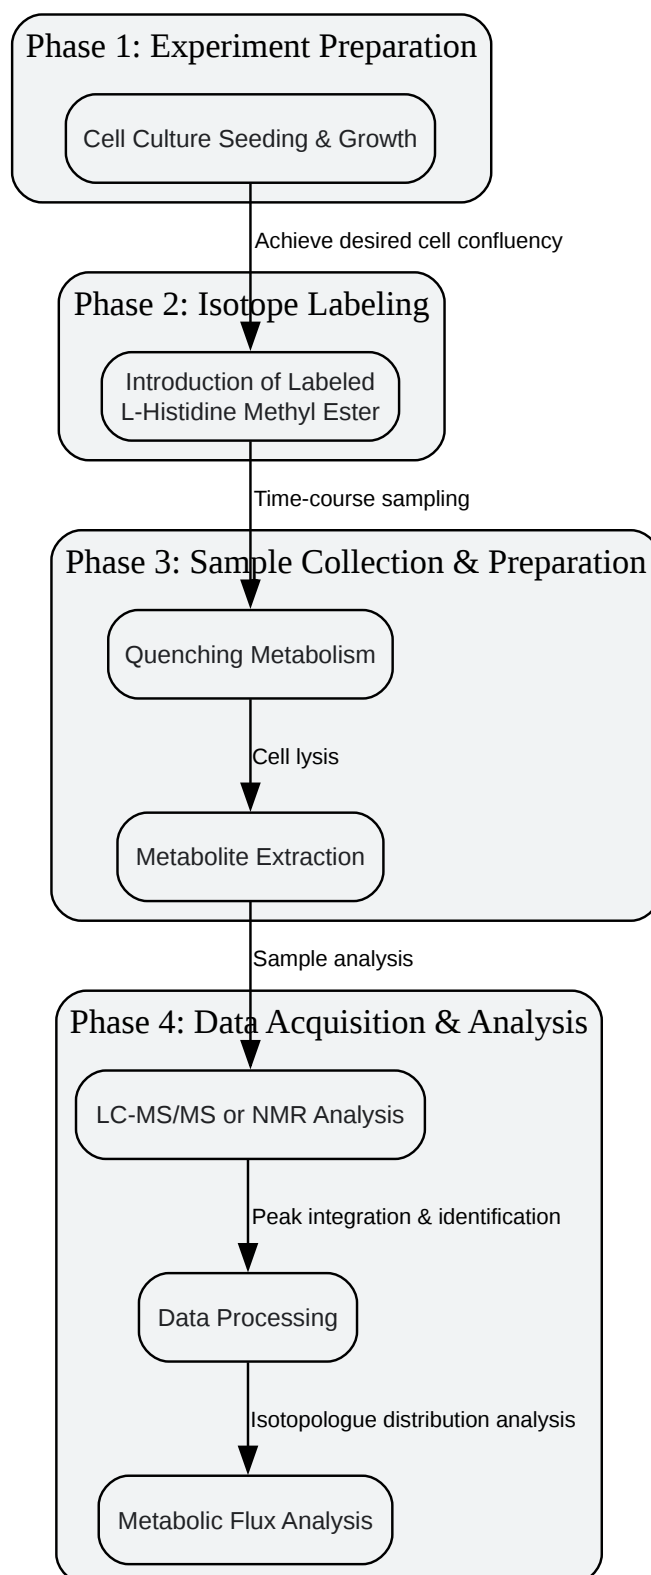 Phase 1: Experiment Preparation
Cell Culture Seeding & Growth
Achieve desired cell confluency
Phase 2: Isotope Labeling
Introduction of Labeled
L-Histidine Methyl Ester
Time-course sampling
Phase 3: Sample Collection & Preparation
Quenching Metabolism
Cell lysis
Metabolite Extraction
Sample analysis
Phase 4: Data Acquisition & Analysis
LC-MS/MS or NMR Analysis
Peak integration & identification
Data Processing
Isotopologue distribution analysis
Metabolic Flux Analysis